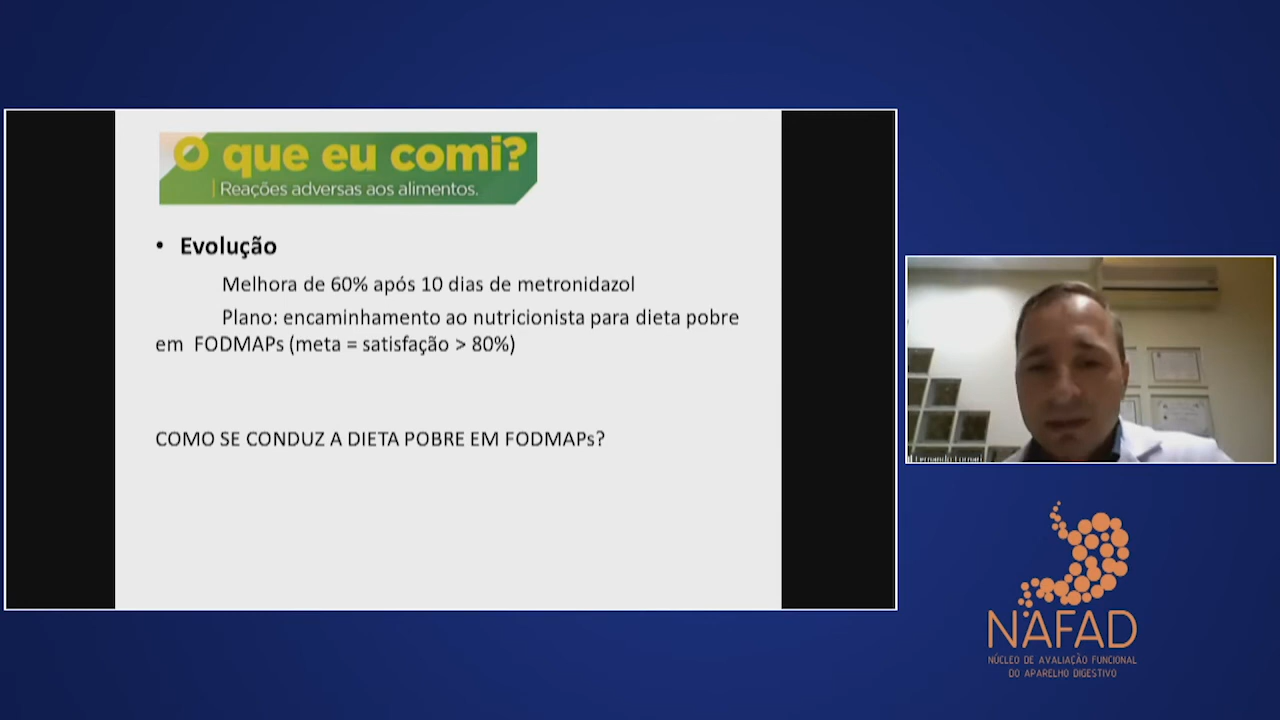 O que eu comi?
Reações adversas aos alimentos.
• Evolução
Melhora de 60% após 10 dias de metronidazol
Plano: encaminhamento ao nutricionista para dieta pobre
em FODMAPs (meta = satisfação > 80%)
COMO SE CONDUZ A DIETA POBRE EM FODMAPs?
NAFAD
NÚCLEO DE AVALIAÇÃO FUNCIONAL
DO APARELHO DIGESTIVO